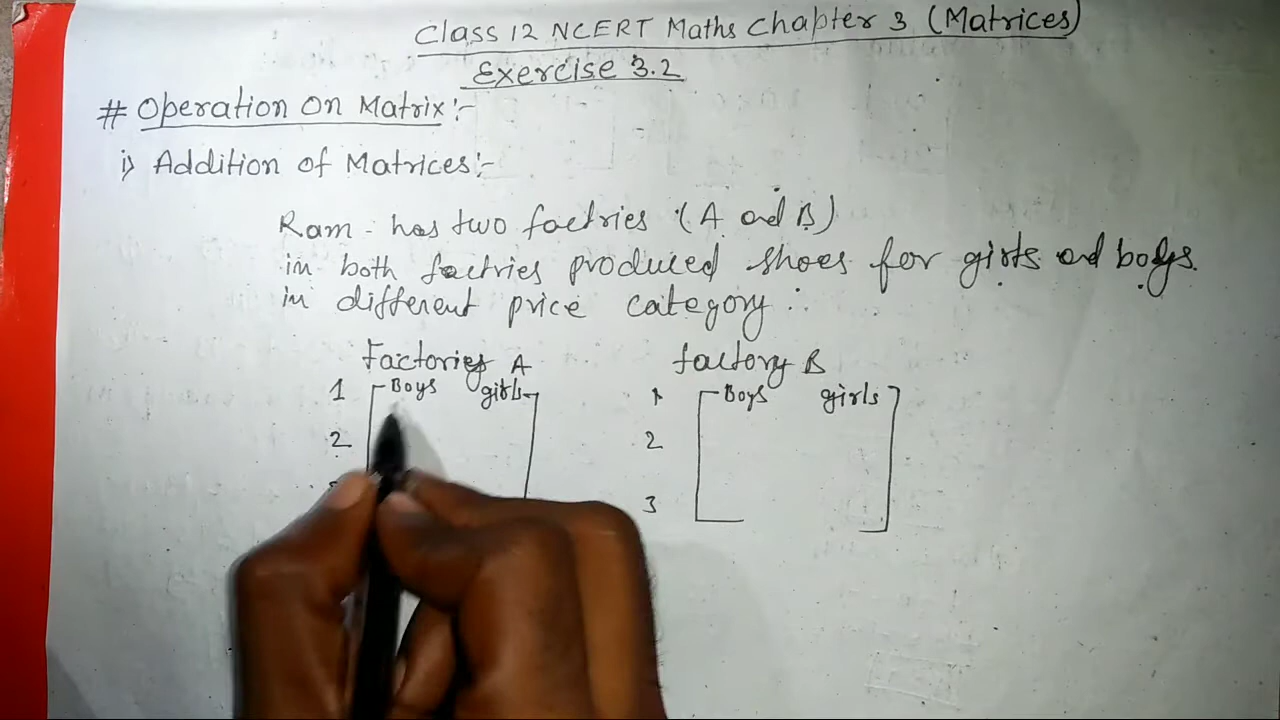 Class 12 NCERT Maths Chapter 3 (Matrices)
Exercise 3.2
# Operation On Matrix:-
i) Addition of Matrices:-
Ram - has two factries (A and B)
in both factries produced shoes for girls and boys.
in different price category :
Factories A factory B
1 Boys girls 1 Boys girls
2 2
3